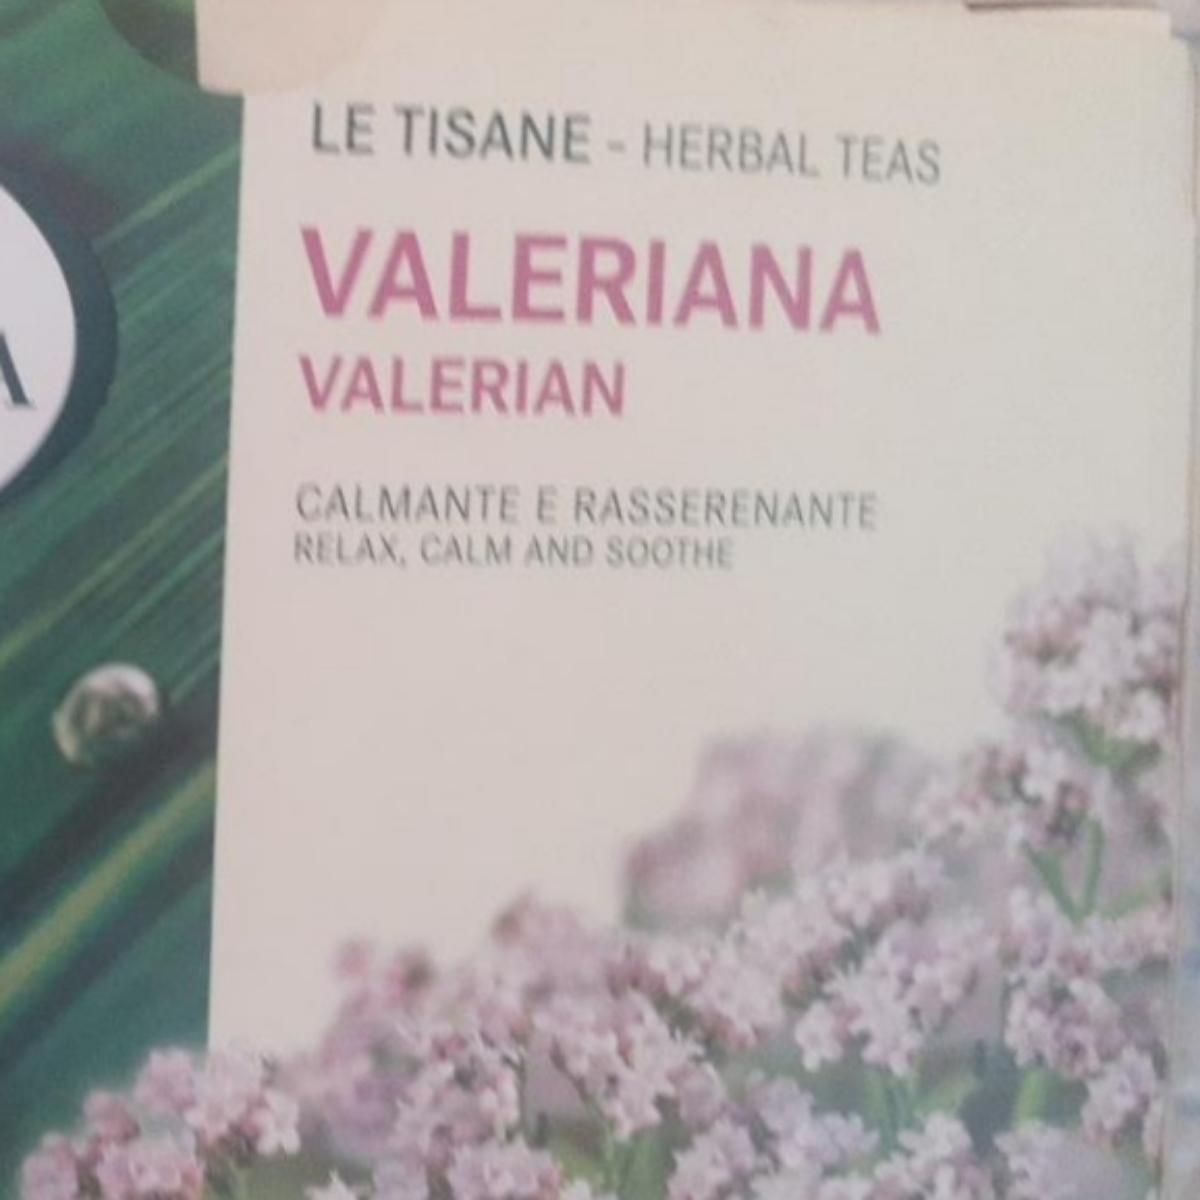 LE TISANE - HERBAL TEAS
VALERIANA
VALERIAN
CALMANTE E RASSERENANTE
RELAX, CALM AND SOOTHE